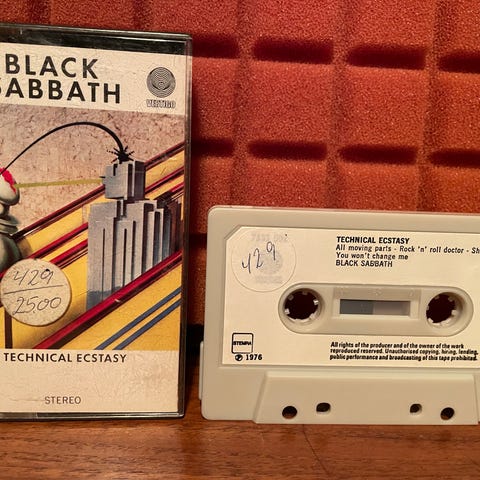 BLACK
SABBATH
VERTIGO
429
2500
TECHNICAL ECSTASY
STEREO
429
TECHNICAL ECSTASY
All moving parts - Rock 'n' roll doctor - Sh
You won't change me
BLACK SABBATH
STEMRA
℗ 1976
All rights of the producer and of the owner of the work
reproduced reserved. Unauthorised copying, hiring, lending,
public performance and broadcasting of this tape prohibited.